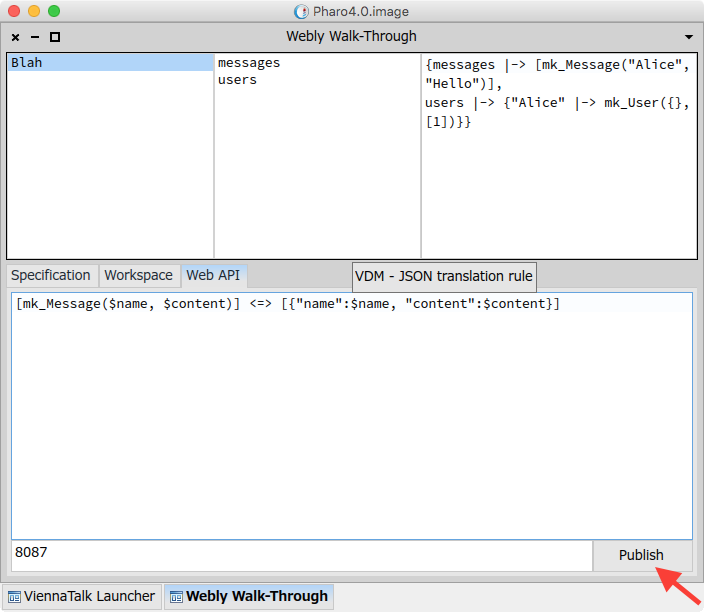 Pharo4.0.image
Webly Walk-Through
Blah
messages
users
{messages |-> [mk_Message("Alice",
"Hello")],
users |-> {"Alice" |-> mk_User({},
[1])}}
Specification Workspace Web API
VDM - JSON translation rule
[mk_Message($name, $content)] <=> [{"name":$name, "content":$content}]
8087
Publish
ViennaTalk Launcher Webly Walk-Through